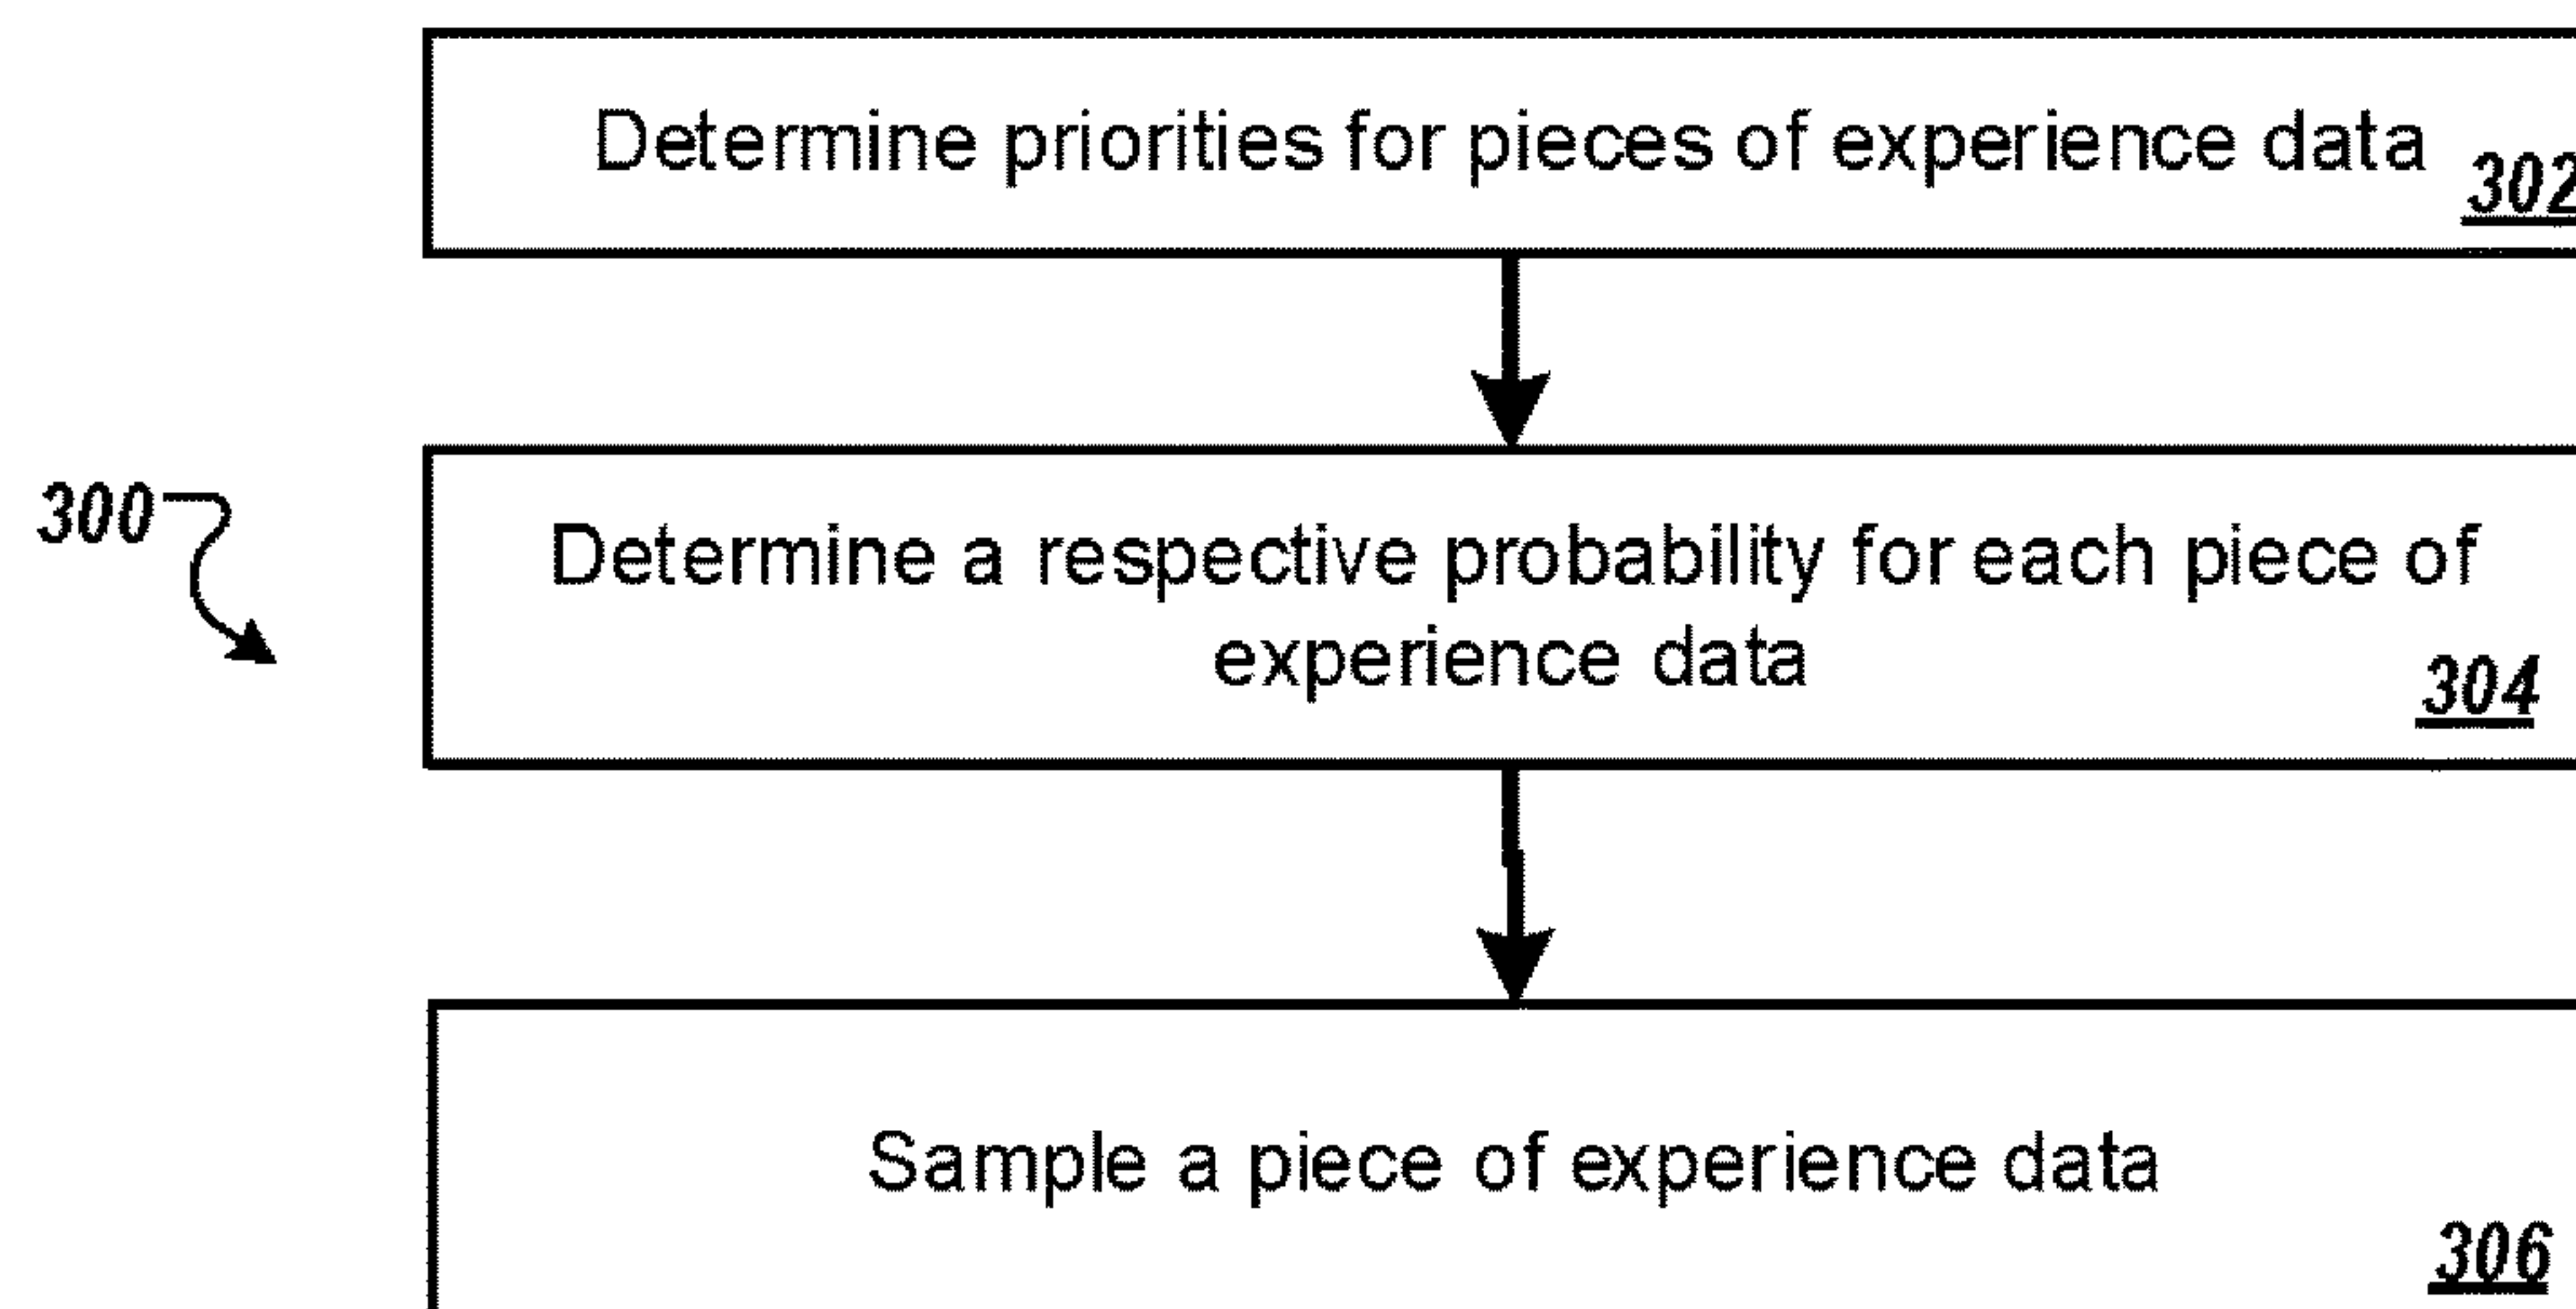 Determine priorities for pieces of experience data
302
300
Determine a respective probability for each piece of
experience data
304
Sample a piece of experience data
306